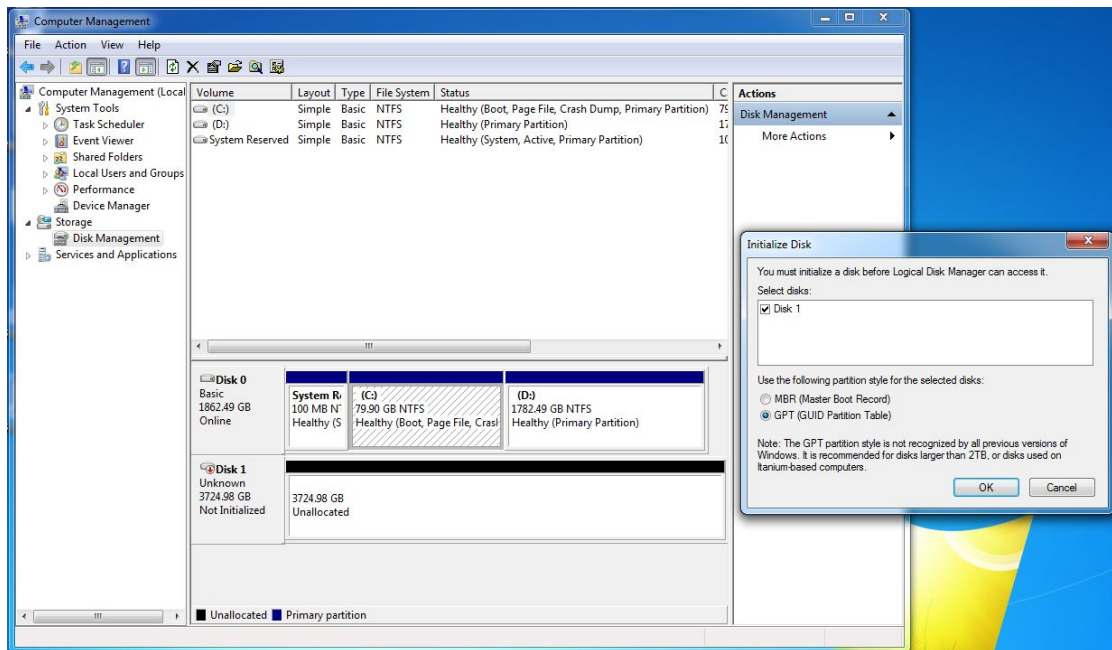 Computer Management
File Action View Help
Computer Management (Local
System Tools
Task Scheduler
Event Viewer
Shared Folders
Local Users and Groups
Performance
Device Manager
Storage
Disk Management
Services and Applications
Volume Layout Type File System Status C
(C:) Simple Basic NTFS Healthy (Boot, Page File, Crash Dump, Primary Partition) 79
(D:) Simple Basic NTFS Healthy (Primary Partition) 17
System Reserved Simple Basic NTFS Healthy (System, Active, Primary Partition) 10
Disk 0
Basic
1862.49 GB
Online
System R
100 MB N
Healthy (S
(C:)
79.90 GB NTFS
Healthy (Boot, Page File, Crash
(D:)
1782.49 GB NTFS
Healthy (Primary Partition)
Disk 1
Unknown
3724.98 GB
Not Initialized
3724.98 GB
Unallocated
Unallocated Primary partition
Actions
Disk Management
More Actions
Initialize Disk
You must initialize a disk before Logical Disk Manager can access it.
Select disks:
Disk 1
Use the following partition style for the selected disks:
MBR (Master Boot Record)
GPT (GUID Partition Table)
Note: The GPT partition style is not recognized by all previous versions of
Windows. It is recommended for disks larger than 2TB, or disks used on
Itanium-based computers.
OK Cancel